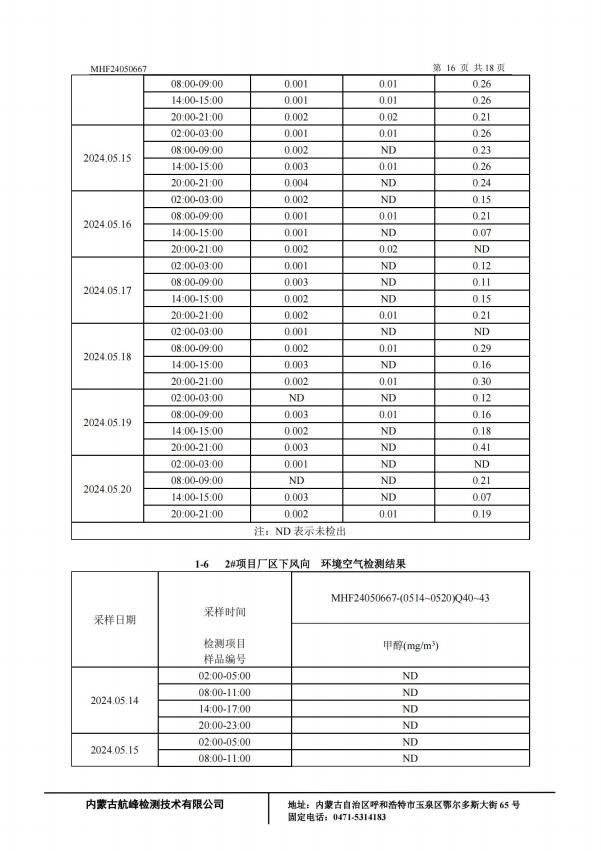 MHF24050667 第 16 页 共 18 页
08:00-09:00 0.001 0.01 0.26
14:00-15:00 0.001 0.01 0.26
20:00-21:00 0.002 0.02 0.21
2024.05.15
02:00-03:00 0.001 0.01 0.26
08:00-09:00 0.002 ND 0.23
14:00-15:00 0.003 0.01 0.26
20:00-21:00 0.004 ND 0.24
2024.05.16
02:00-03:00 0.002 ND 0.15
08:00-09:00 0.001 0.01 0.21
14:00-15:00 0.001 ND 0.07
20:00-21:00 0.002 0.02 ND
2024.05.17
02:00-03:00 0.001 ND 0.12
08:00-09:00 0.003 ND 0.11
14:00-15:00 0.002 ND 0.15
20:00-21:00 0.002 0.01 0.21
2024.05.18
02:00-03:00 0.001 ND ND
08:00-09:00 0.002 0.01 0.29
14:00-15:00 0.003 ND 0.16
20:00-21:00 0.002 0.01 0.30
2024.05.19
02:00-03:00 ND ND 0.12
08:00-09:00 0.003 0.01 0.16
14:00-15:00 0.002 ND 0.18
20:00-21:00 0.003 ND 0.41
2024.05.20
02:00-03:00 0.001 ND ND
08:00-09:00 ND ND 0.21
14:00-15:00 0.003 ND 0.07
20:00-21:00 0.002 0.01 0.19
注：ND 表示未检出
1-6 2#项目厂区下风向 环境空气检测结果
采样日期
采样时间
检测项目
样品编号
MHF24050667-(0514~0520)Q40~43
甲醇(mg/m³)
2024.05.14
02:00-05:00 ND
08:00-11:00 ND
14:00-17:00 ND
20:00-23:00 ND
2024.05.15
02:00-05:00 ND
08:00-11:00 ND
内蒙古航峰检测技术有限公司
地址：内蒙古自治区呼和浩特市玉泉区鄂尔多斯大街 65 号
固定电话：0471-5314183